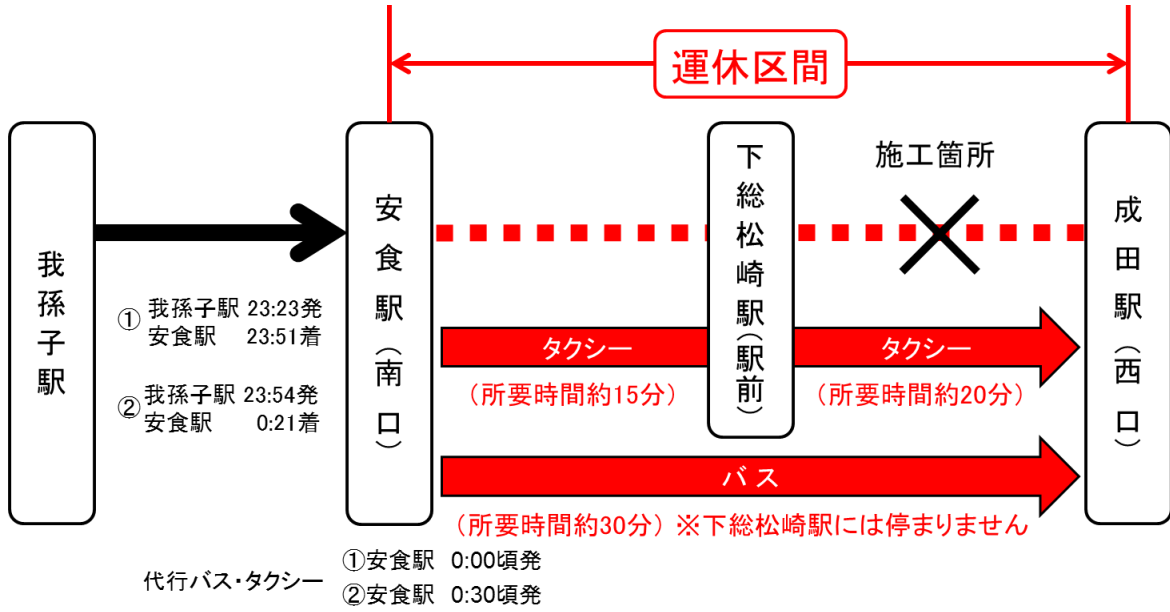 運休区間
我孫子駅
安食駅（南口）
下総松崎駅（駅前）
施工箇所
成田駅（西口）
① 我孫子駅 23:23発
安食駅 23:51着
② 我孫子駅 23:54発
安食駅 0:21着
タクシー
（所要時間約15分）
タクシー
（所要時間約20分）
バス
（所要時間約30分）※下総松崎駅には停まりません
代行バス・タクシー
①安食駅 0:00頃発
②安食駅 0:30頃発